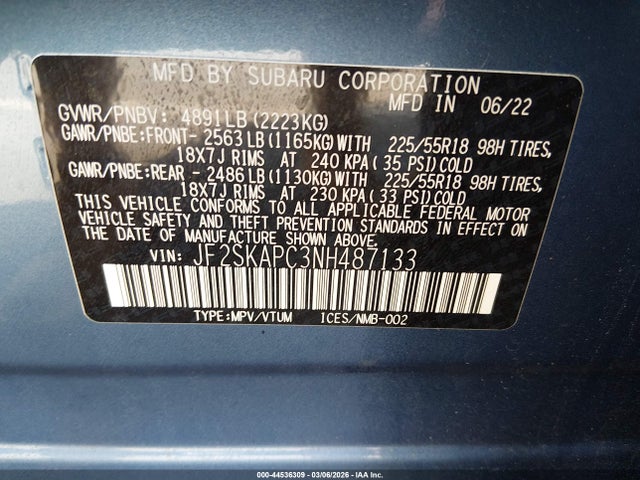 MFD BY SUBARU CORPORATION
MFD IN 06/22
GVWR/PNBV: 4891LB(2223KG)
GAWR/PNBE:FRONT- 2563LB(1165KG)WITH 225/55R18 98H TIRES,
18X7J RIMS AT 240 KPA( 35 PSI)COLD
GAWR/PNBE:REAR - 2486LB(1130KG)WITH 225/55R18 98H TIRES,
18X7J RIMS AT 230 KPA( 33 PSI)COLD
THIS VEHICLE CONFORMS TO ALL APPLICABLE FEDERAL MOTOR
VEHICLE SAFETY AND THEFT PREVENTION STANDARDS IN EFFECT ON
THE DATE OF MANUFACTURE SHOWN ABOVE.
VIN: JF2SKAPC3NH487133
TYPE:MPV/VTUM ICES/NMB-002
000-44536309 - 03/06/2026 - IAA Inc.